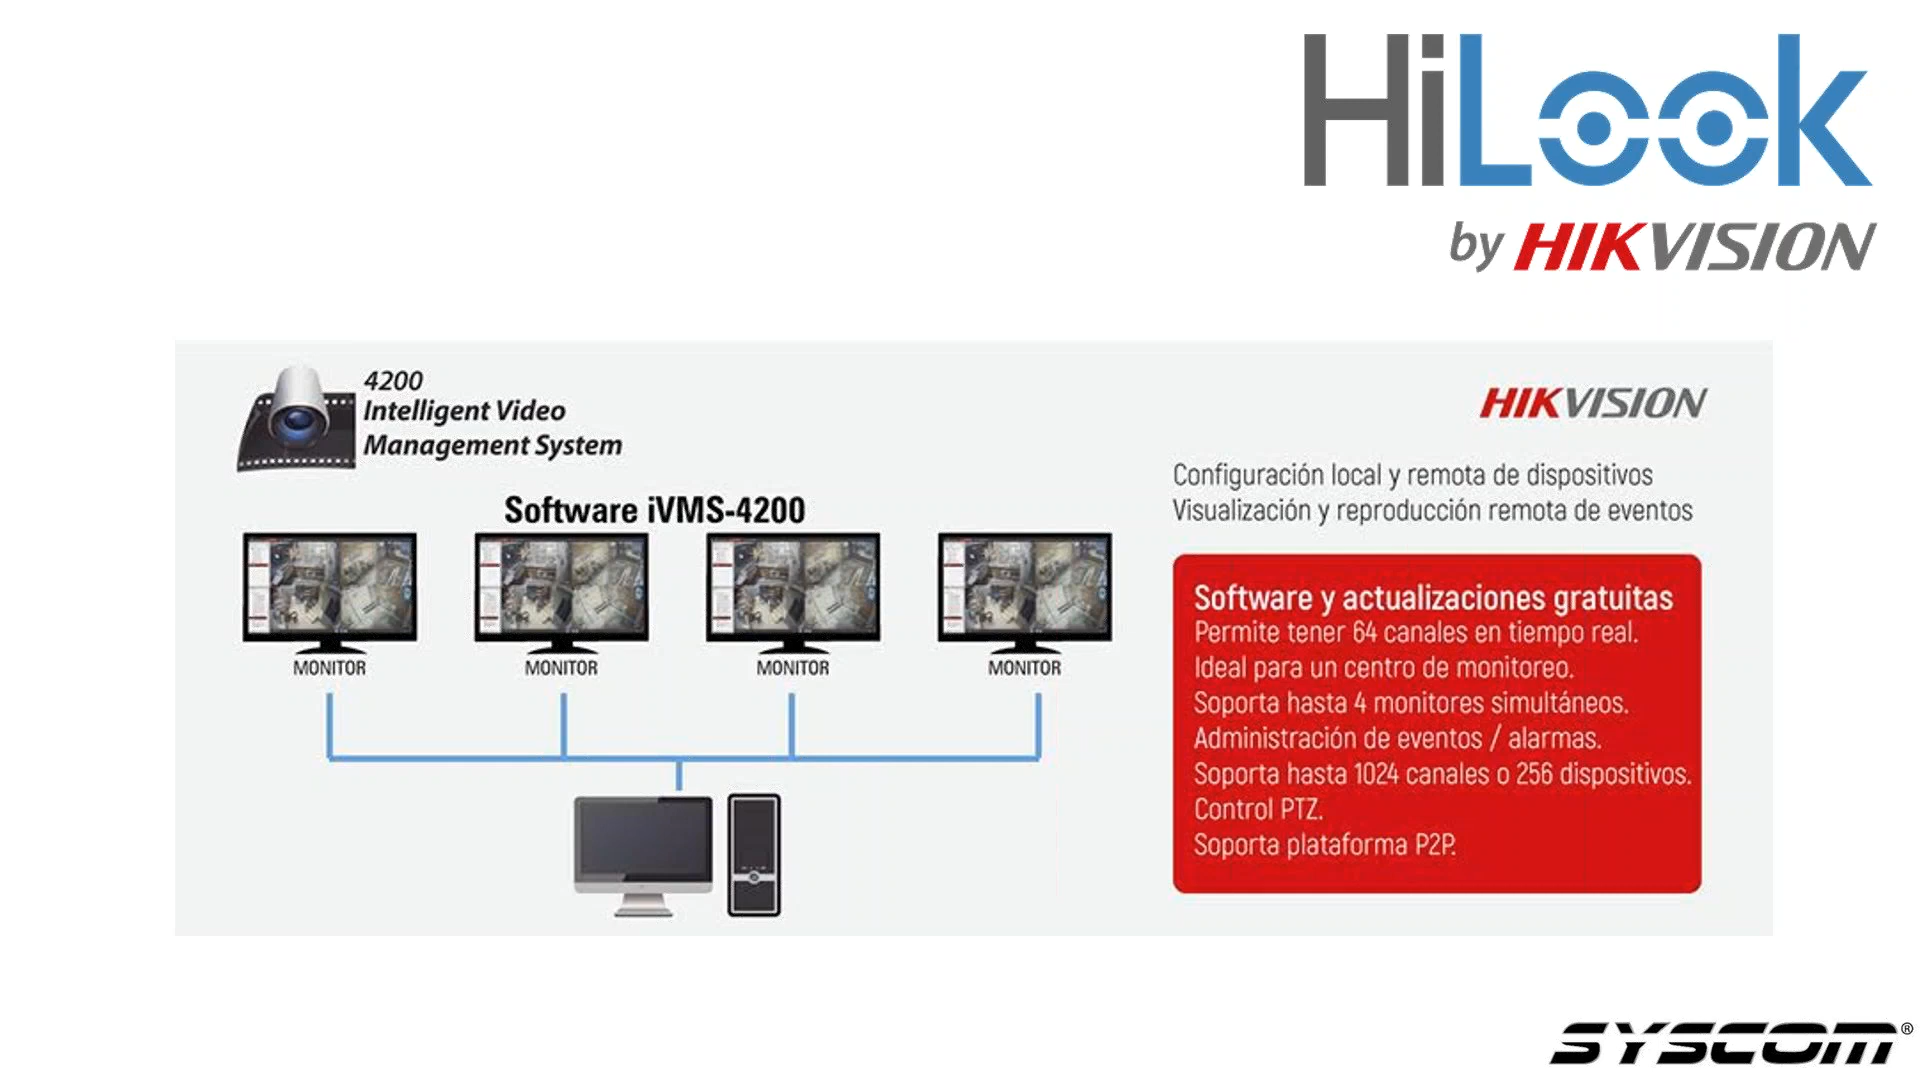 HiLook
by HIKVISION
4200
Intelligent Video
Management System
HIKVISION
Configuración local y remota de dispositivos
Visualización y reproducción remota de eventos
Software iVMS-4200
MONITOR
MONITOR
MONITOR
MONITOR
Software y actualizaciones gratuitas
Permite tener 64 canales en tiempo real.
Ideal para un centro de monitoreo.
Soporta hasta 4 monitores simultáneos.
Administración de eventos / alarmas.
Soporta hasta 1024 canales o 256 dispositivos.
Control PTZ.
Soporta plataforma P2P.
SYSCOM®